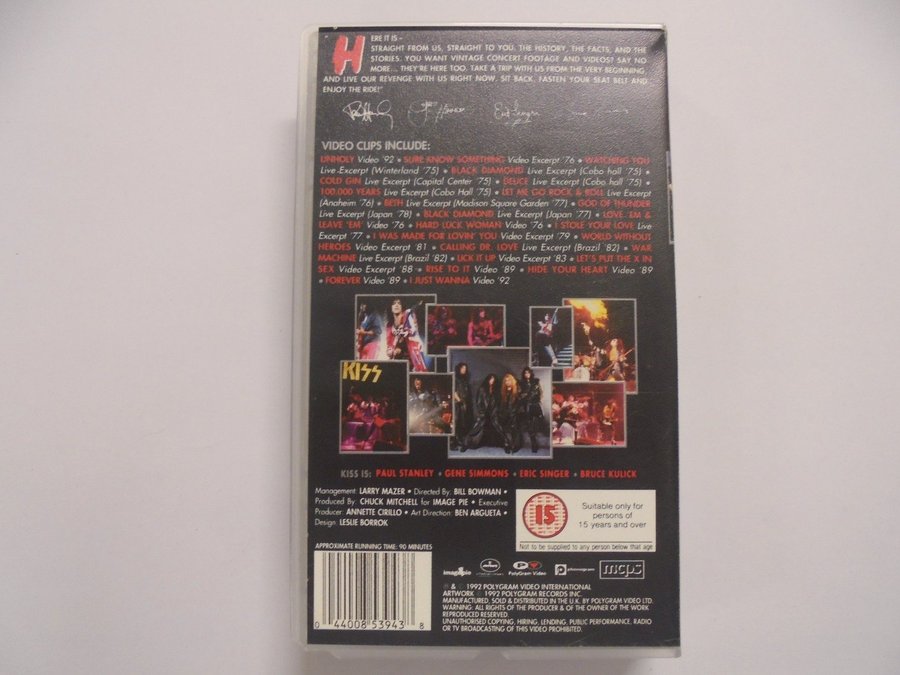 HERE IT IS -
STRAIGHT FROM US, STRAIGHT TO YOU. THE HISTORY, THE FACTS, AND THE
STORIES. YOU WANT VINTAGE CONCERT FOOTAGE AND VIDEOS? SAY NO
MORE... THEY'RE HERE TOO. TAKE A TRIP WITH US FROM THE VERY BEGINNING
AND LIVE OUR REVENGE WITH US RIGHT NOW. SIT BACK, FASTEN YOUR SEAT BELT AND
ENJOY THE RIDE!"
VIDEO CLIPS INCLUDE:
UNHOLY Video '92 • SURE KNOW SOMETHING Video Excerpt '76 • WATCHING YOU
Live Excerpt (Winterland '75) • BLACK DIAMOND Live Excerpt (Cobo hall '75) •
COLD GIN Live Excerpt (Capital Center '75) • DEUCE Live Excerpt (Cobo hall '75) •
100,000 YEARS Live Excerpt (Cobo Hall '75) • LET ME GO ROCK & ROLL Live Excerpt
(Anaheim '76) • BETH Live Excerpt (Madison Square Garden '77) • GOD OF THUNDER
Live Excerpt (Japan '78) • BLACK DIAMOND Live Excerpt (Japan '77) • LOVE 'EM &
LEAVE 'EM' Video '76 • HARD LUCK WOMAN Video '76 • I STOLE YOUR LOVE Live
Excerpt '77 • I WAS MADE FOR LOVIN' YOU Video Excerpt '79 • WORLD WITHOUT
HEROES Video Excerpt '81 • CALLING DR. LOVE Live Excerpt (Brazil '82) • WAR
MACHINE Live Excerpt (Brazil '82) • LICK IT UP Video Excerpt '83 • LET'S PUT THE X IN
SEX Video Excerpt '88 • RISE TO IT Video '89 • HIDE YOUR HEART Video '89
• FOREVER Video '89 • I JUST WANNA Video '92
KISS
KISS IS: PAUL STANLEY • GENE SIMMONS • ERIC SINGER • BRUCE KULICK
Management: LARRY MAZER • Directed By: BILL BOWMAN •
Produced By: CHUCK MITCHELL for IMAGE PIE • Executive
Producer: ANNETTE CIRILLO • Art Direction: BEN ARGUETA •
Design: LESLIE BORROK
15
Suitable only for
persons of
15 years and over
Not to be supplied to any person below that age
APPROXIMATE RUNNING TIME: 90 MINUTES
imagepie
PolyGram Video
mcps
℗ & © 1992 POLYGRAM VIDEO INTERNATIONAL
ARTWORK © 1992 POLYGRAM RECORDS INC.
MANUFACTURED, SOLD & DISTRIBUTED IN THE U.K. BY POLYGRAM VIDEO LTD.
WARNING: ALL RIGHTS OF THE PRODUCER & OF THE OWNER OF THE WORK
REPRODUCED RESERVED.
UNAUTHORISED COPYING, HIRING, LENDING, PUBLIC PERFORMANCE, RADIO
OR TV BROADCASTING OF THIS VIDEO PROHIBITED.
0 44008 53943 8